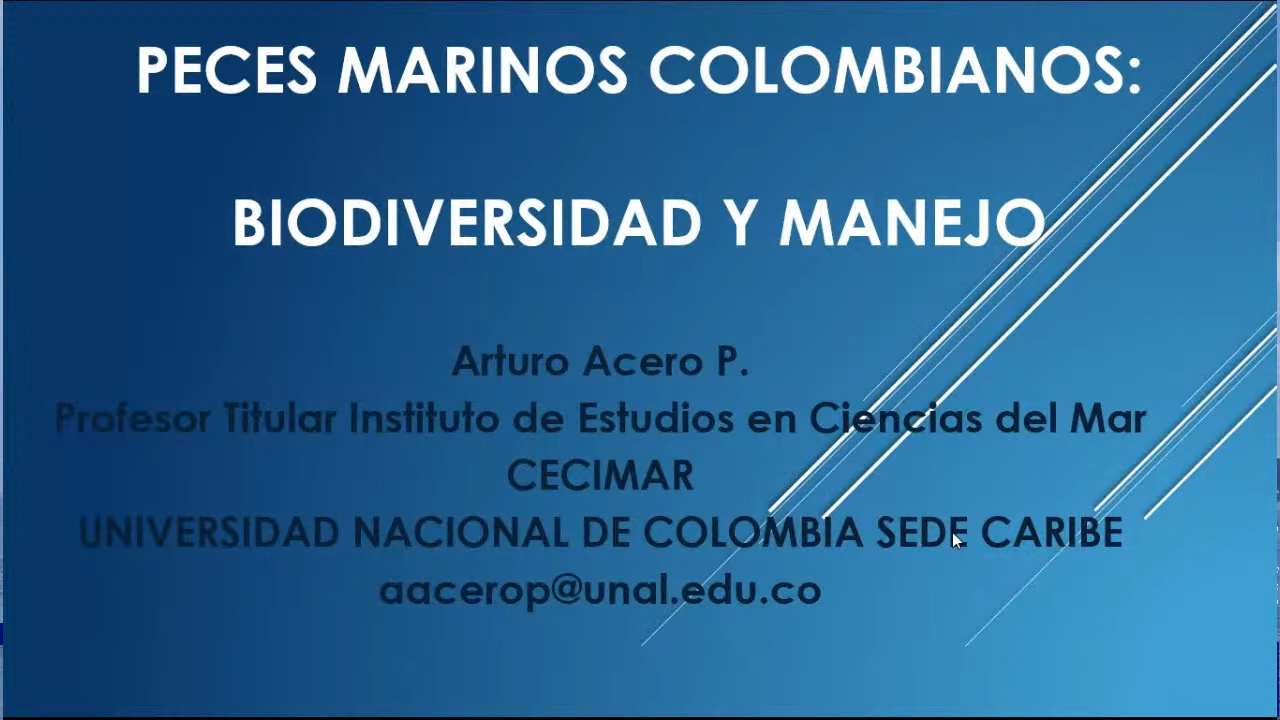 PECES MARINOS COLOMBIANOS:
BIODIVERSIDAD Y MANEJO
Arturo Acero P.
Profesor Titular Instituto de Estudios en Ciencias del Mar
CECIMAR
UNIVERSIDAD NACIONAL DE COLOMBIA SEDE CARIBE
aacerop@unal.edu.co